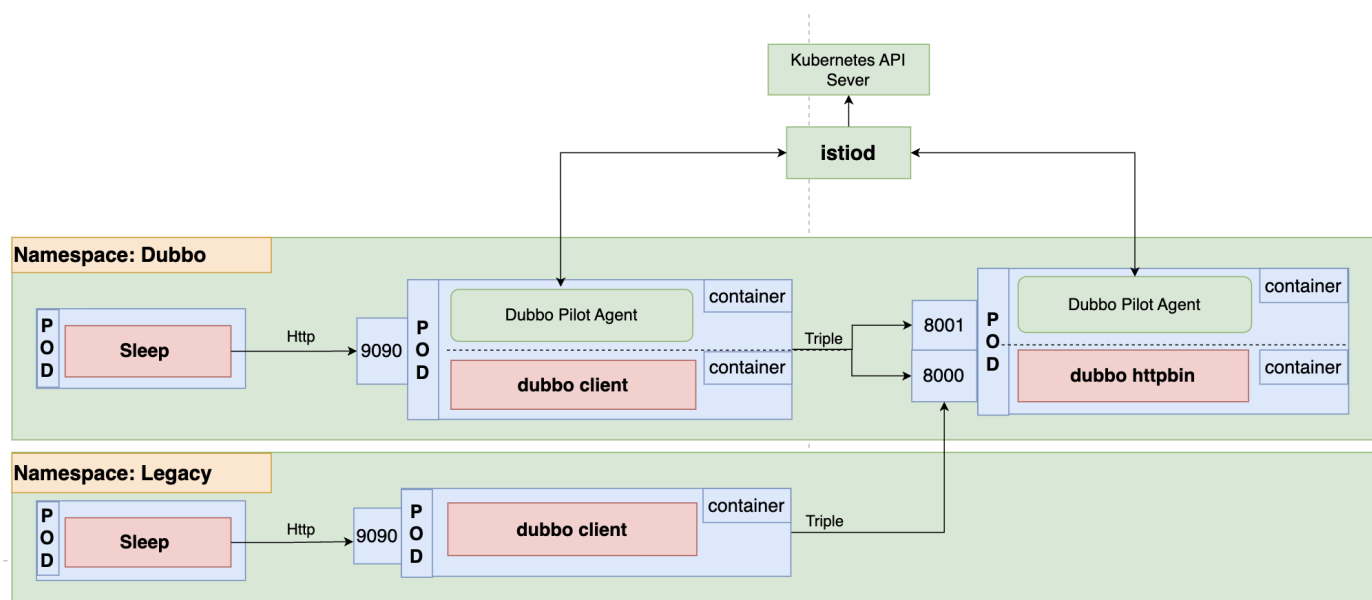 Kubernetes API
Sever
istiod
Namespace: Dubbo
P
O
D
Sleep
Http
9090
P
O
D
Dubbo Pilot Agent
container
dubbo client
container
Triple
8001
8000
P
O
D
Dubbo Pilot Agent
container
dubbo httpbin
container
Namespace: Legacy
P
O
D
Sleep
Http
9090
P
O
D
dubbo client
container
Triple